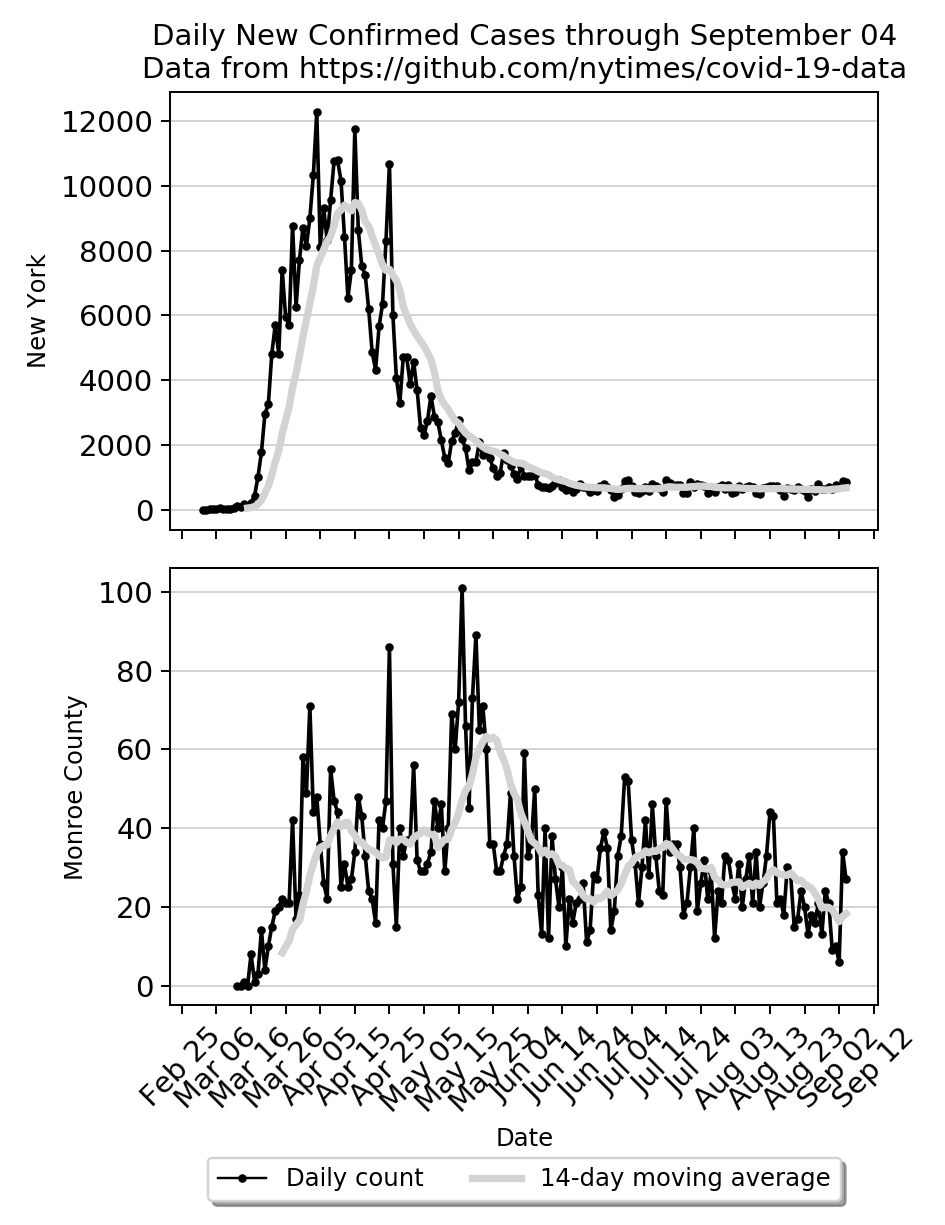 Daily New Confirmed Cases through September 04
Data from https://github.com/nytimes/covid-19-data
12000
10000
8000
6000
4000
2000
0
New York
100
80
60
40
20
0
Monroe County
Feb 25
Mar 06
Mar 16
Mar 26
Apr 05
Apr 15
Apr 25
May 05
May 15
May 25
Jun 04
Jun 14
Jun 24
Jul 04
Jul 14
Jul 24
Aug 03
Aug 13
Aug 23
Sep 02
Sep 12
Date
Daily count
14-day moving average